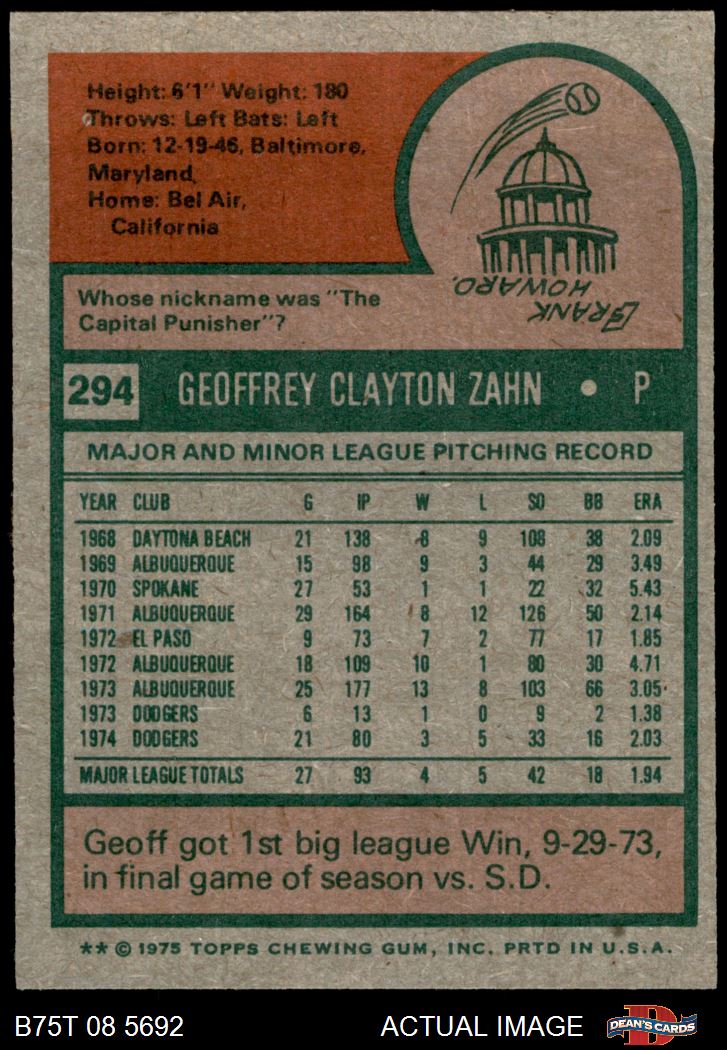 Height: 6'1" Weight: 180
Throws: Left Bats: Left
Born: 12-19-46, Baltimore,
Maryland
Home: Bel Air,
California
FRANK
HOWARD.
Whose nickname was "The
Capital Punisher"?
294 GEOFFREY CLAYTON ZAHN • P
MAJOR AND MINOR LEAGUE PITCHING RECORD
YEAR CLUB G IP W L SO BB ERA
1968 DAYTONA BEACH 21 138 8 9 108 38 2.09
1969 ALBUQUERQUE 15 98 9 3 44 29 3.49
1970 SPOKANE 27 53 1 1 22 32 5.43
1971 ALBUQUERQUE 29 164 8 12 126 50 2.14
1972 EL PASO 9 73 7 2 77 17 1.85
1972 ALBUQUERQUE 18 109 10 1 80 30 4.71
1973 ALBUQUERQUE 25 177 13 8 103 66 3.05
1973 DODGERS 6 13 1 0 9 2 1.38
1974 DODGERS 21 80 3 5 33 16 2.03
MAJOR LEAGUE TOTALS 27 93 4 5 42 18 1.94
Geoff got 1st big league Win, 9-29-73,
in final game of season vs. S.D.
** © 1975 TOPPS CHEWING GUM, INC. PRTD IN U.S.A.
B75T 08 5692 ACTUAL IMAGE D DEAN'S CARDS